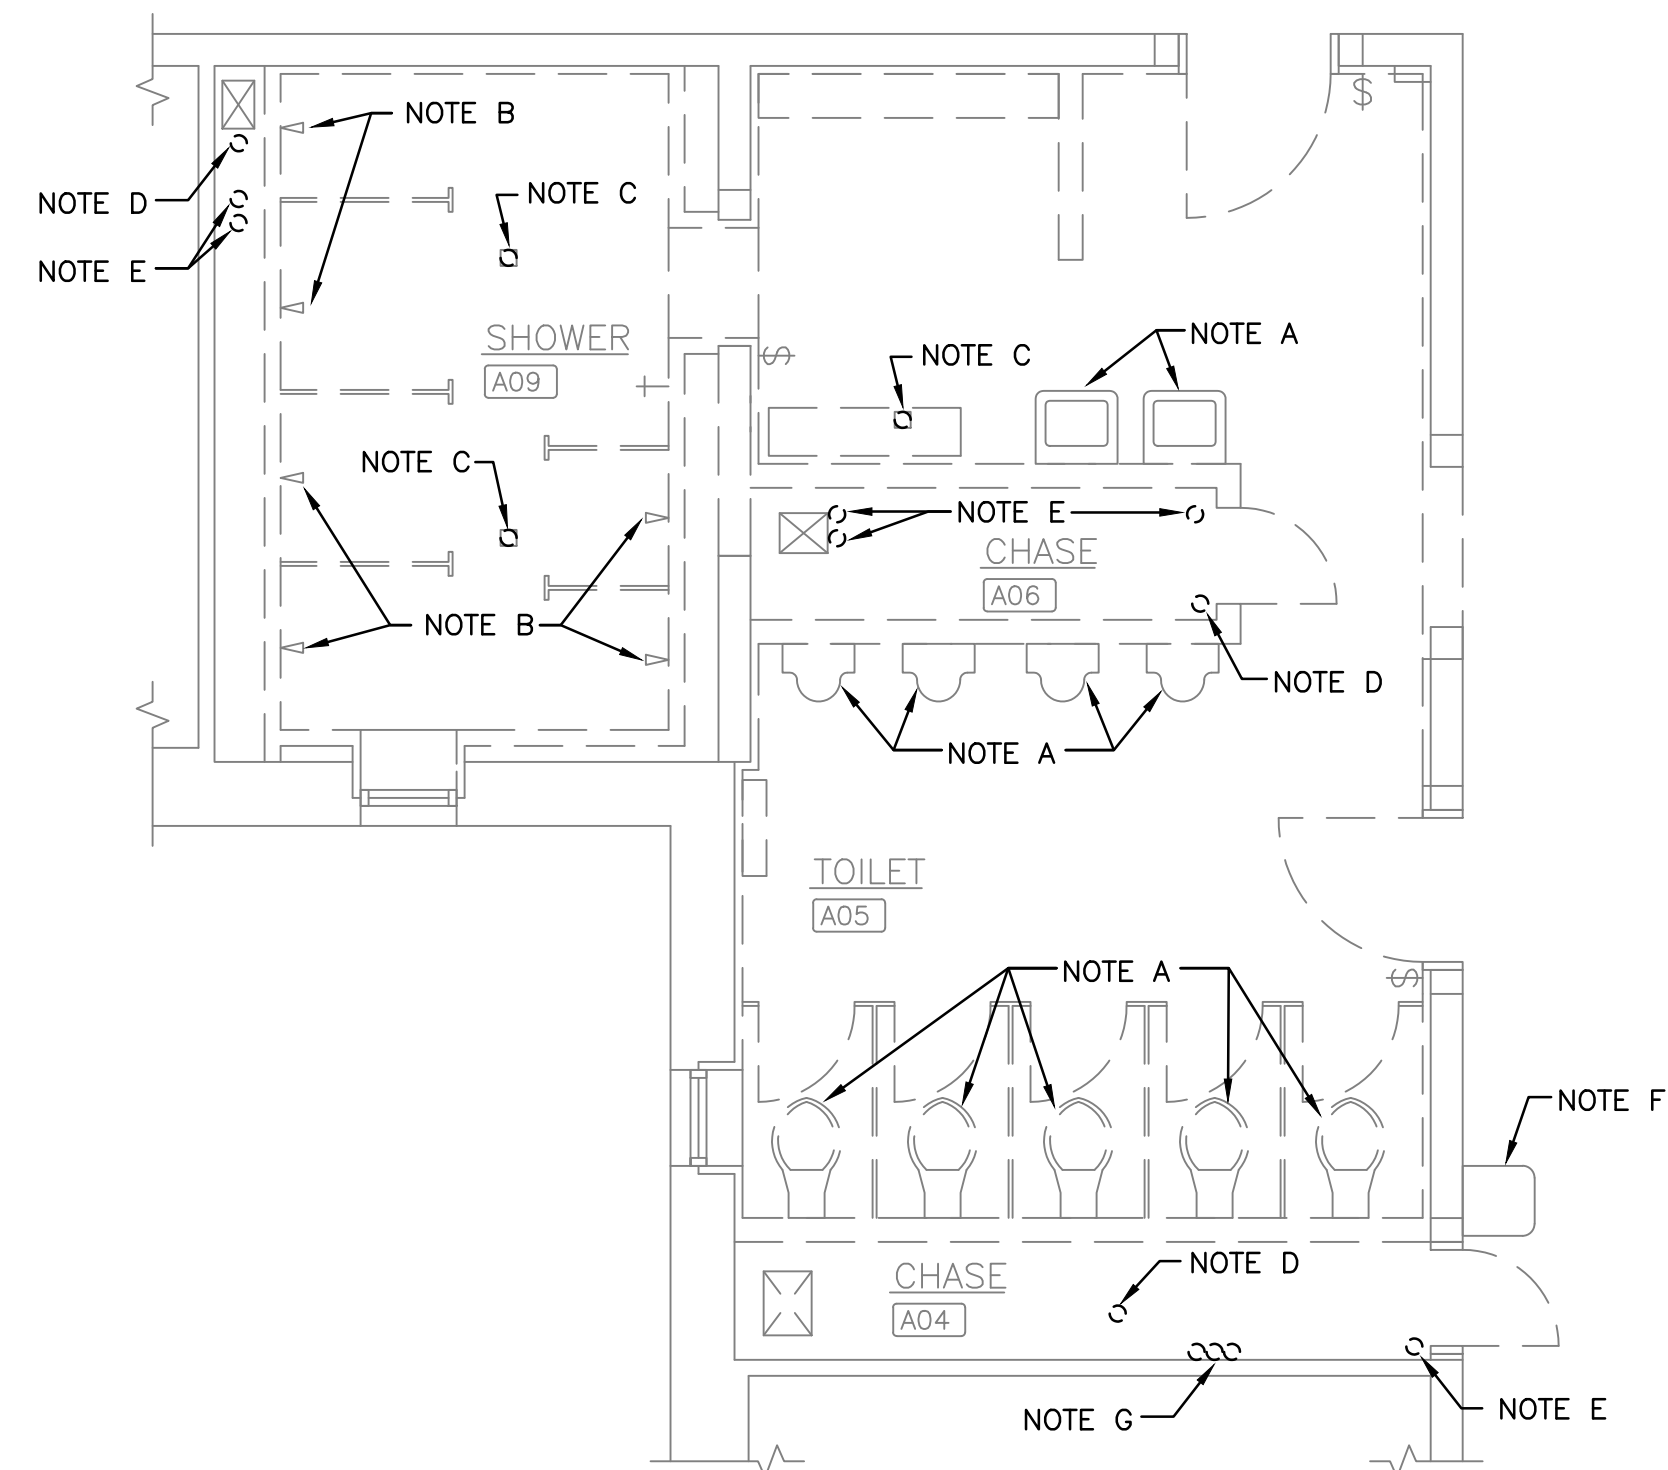 NOTE B
$
NOTE C
NOTE D
NOTE E
SHOWER
A09
$
NOTE C
NOTE A
NOTE C
NOTE E
CHASE
A06
NOTE B
NOTE D
NOTE A
TOILET
A05
NOTE A
$
NOTE F
NOTE D
CHASE
A04
NOTE G
NOTE E